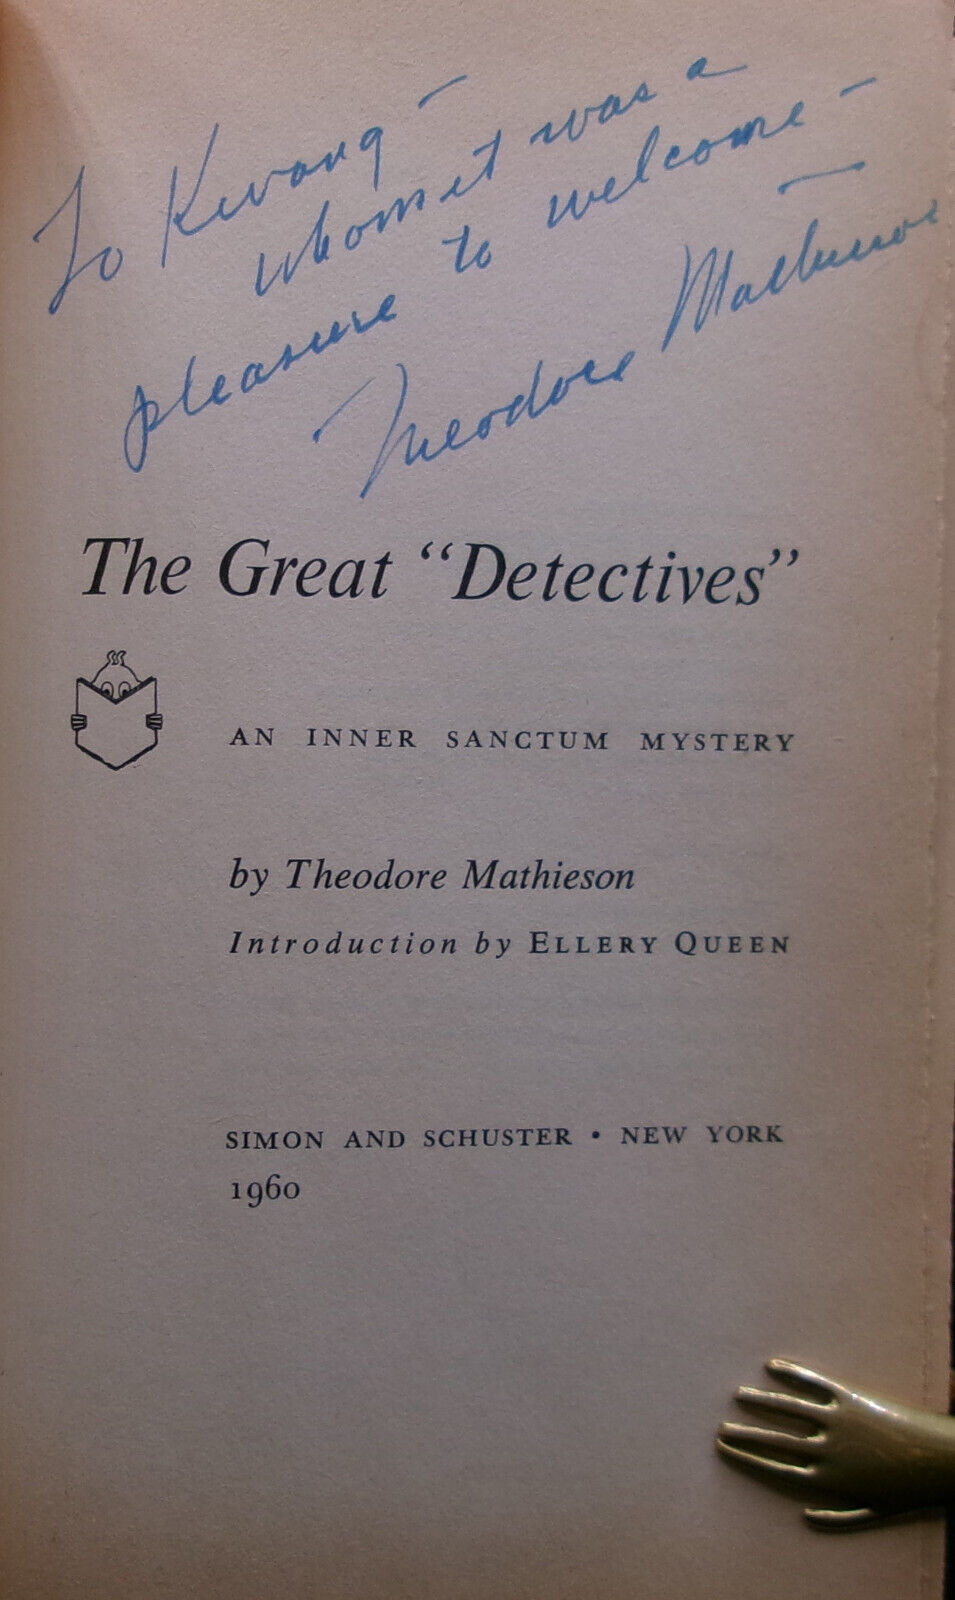 To Kwang —
whom it was a
pleasure to welcome —
Theodore Mathieson
The Great “Detectives”
AN INNER SANCTUM MYSTERY
by Theodore Mathieson
Introduction by ELLERY QUEEN
SIMON AND SCHUSTER • NEW YORK
1960